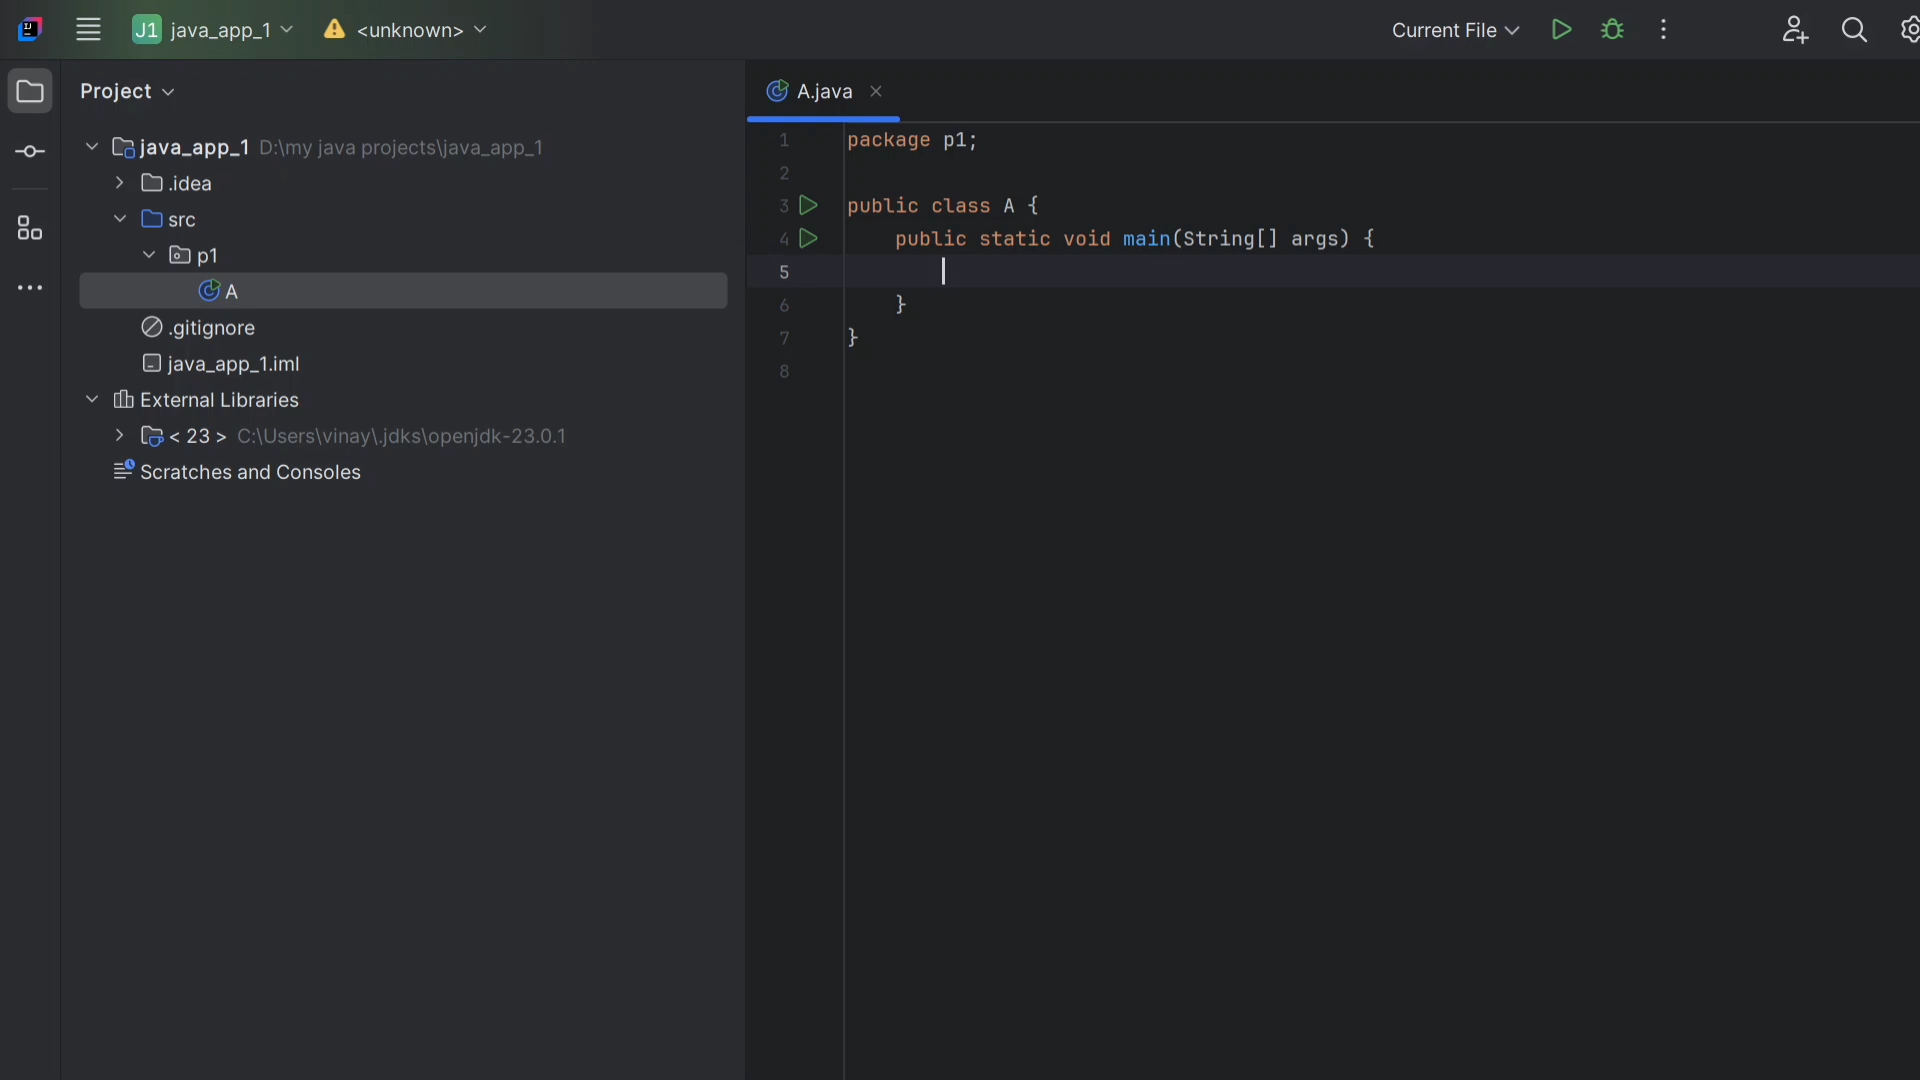 J1 java_app_1 <unknown> Current File
Project
java_app_1 D:\my java projects\java_app_1
.idea
src
p1
A
.gitignore
java_app_1.iml
External Libraries
< 23 > C:\Users\vinay\.jdks\openjdk-23.0.1
Scratches and Consoles
A.java
1 package p1;
2
3 public class A {
4 public static void main(String[] args) {
5
6 }
7 }
8